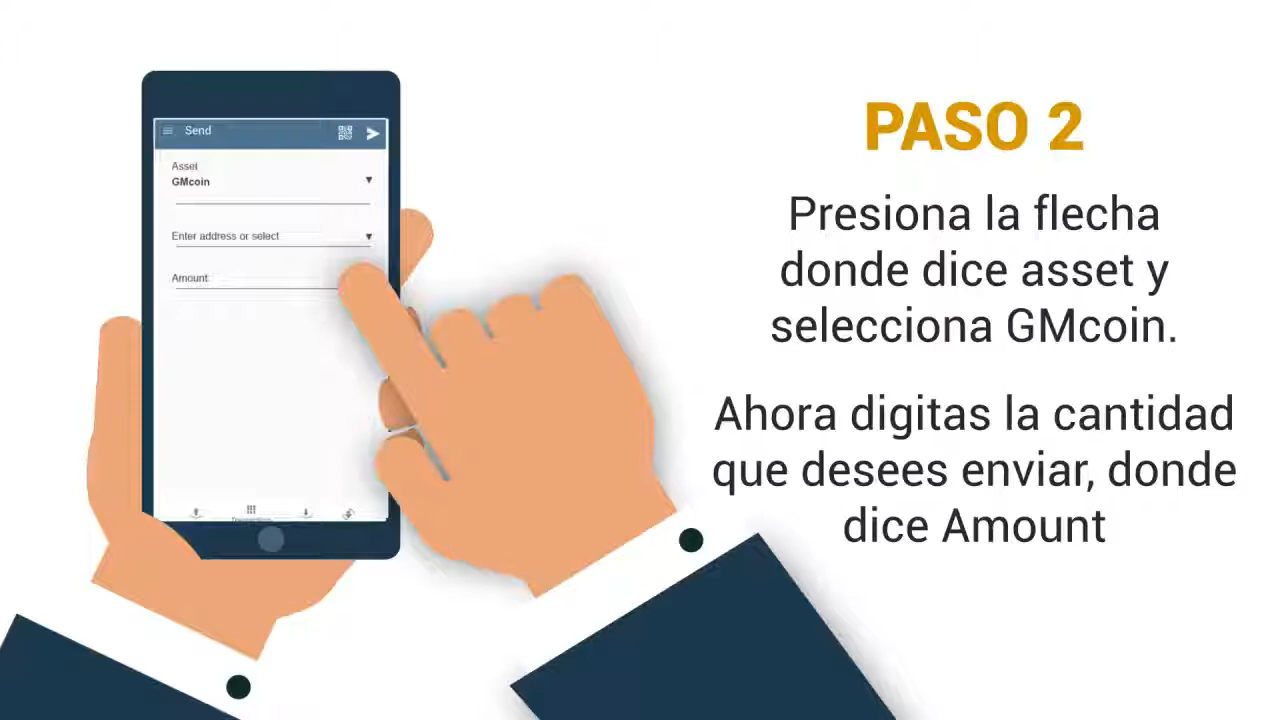 Send
Asset
GMcoin
Enter address or select
Amount
PASO 2
Presiona la flecha
donde dice asset y
selecciona GMcoin.
Ahora digitas la cantidad
que desees enviar, donde
dice Amount